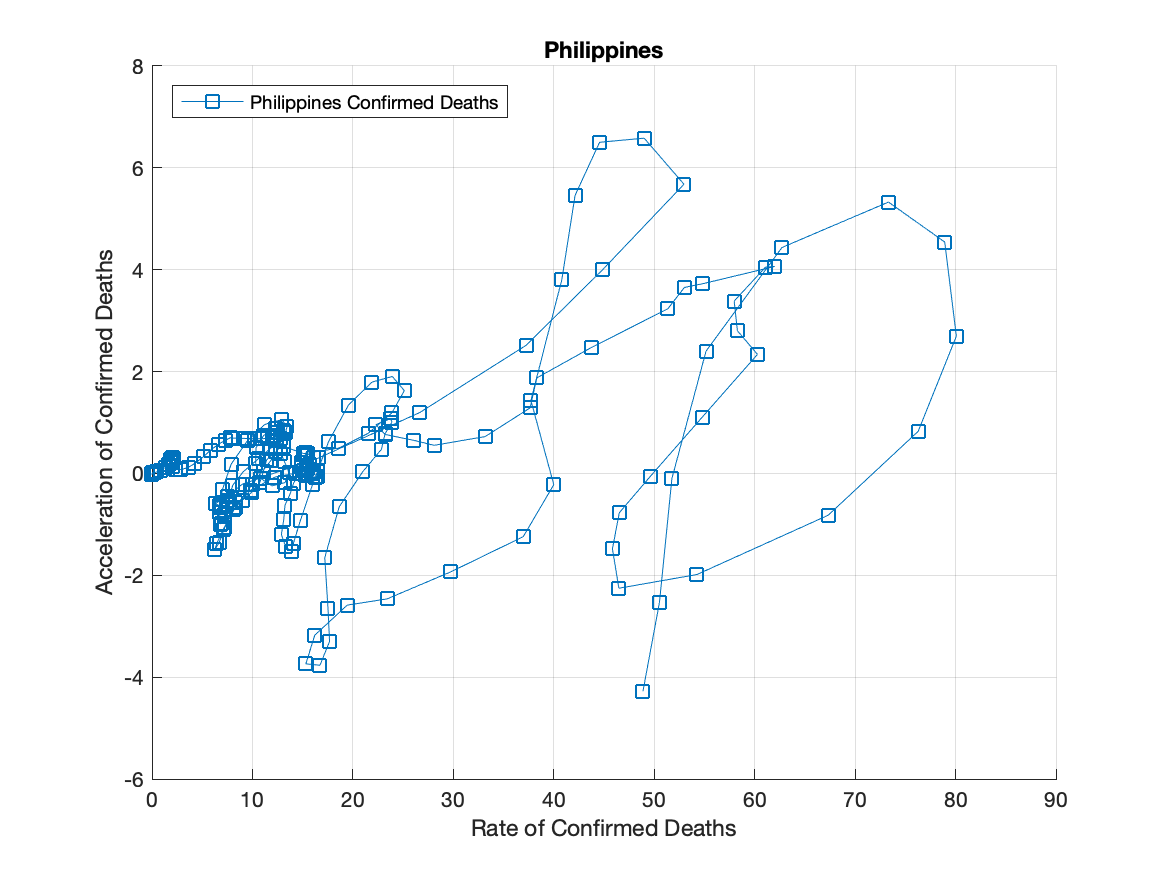 Philippines
8
Philippines Confirmed Deaths
6
4
2
0
-2
-4
-6
Acceleration of Confirmed Deaths
0 10 20 30 40 50 60 70 80 90
Rate of Confirmed Deaths